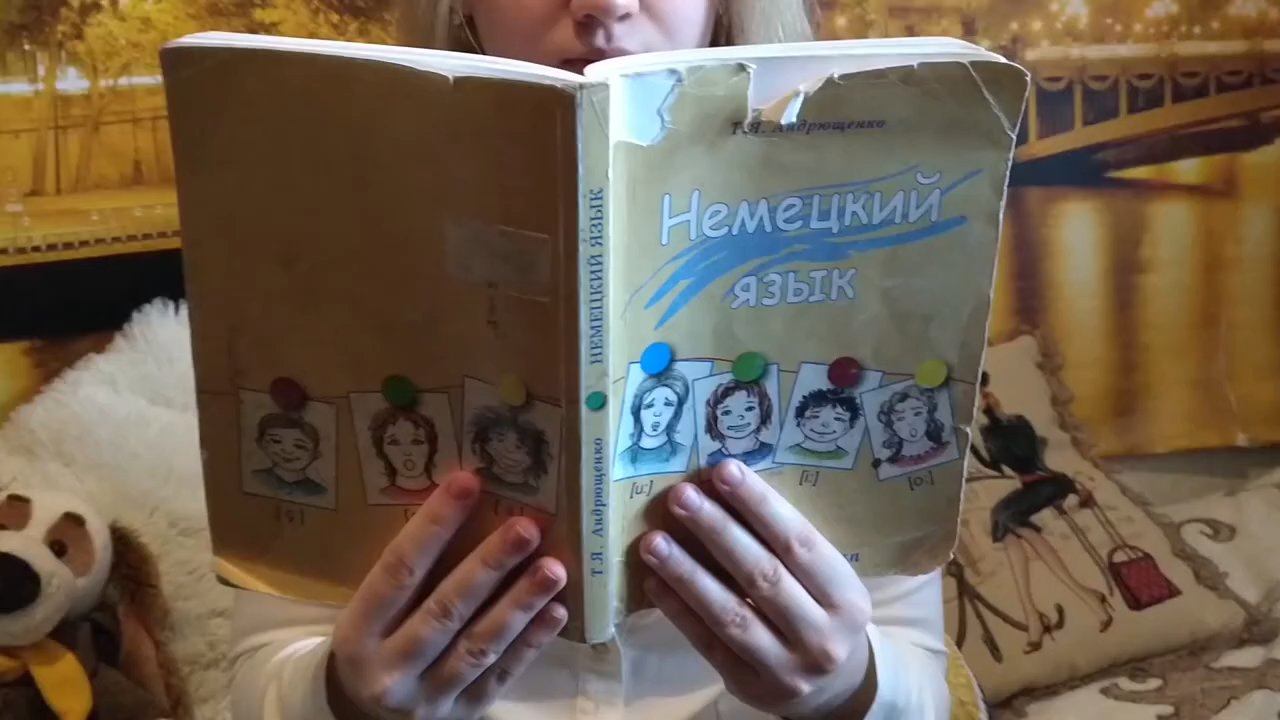 Т.Я. Андрющенко
Немецкий
язык
[u:]
[i:]
[o:]
НЕМЕЦКИЙ ЯЗЫК
Т.Я. Андрющенко